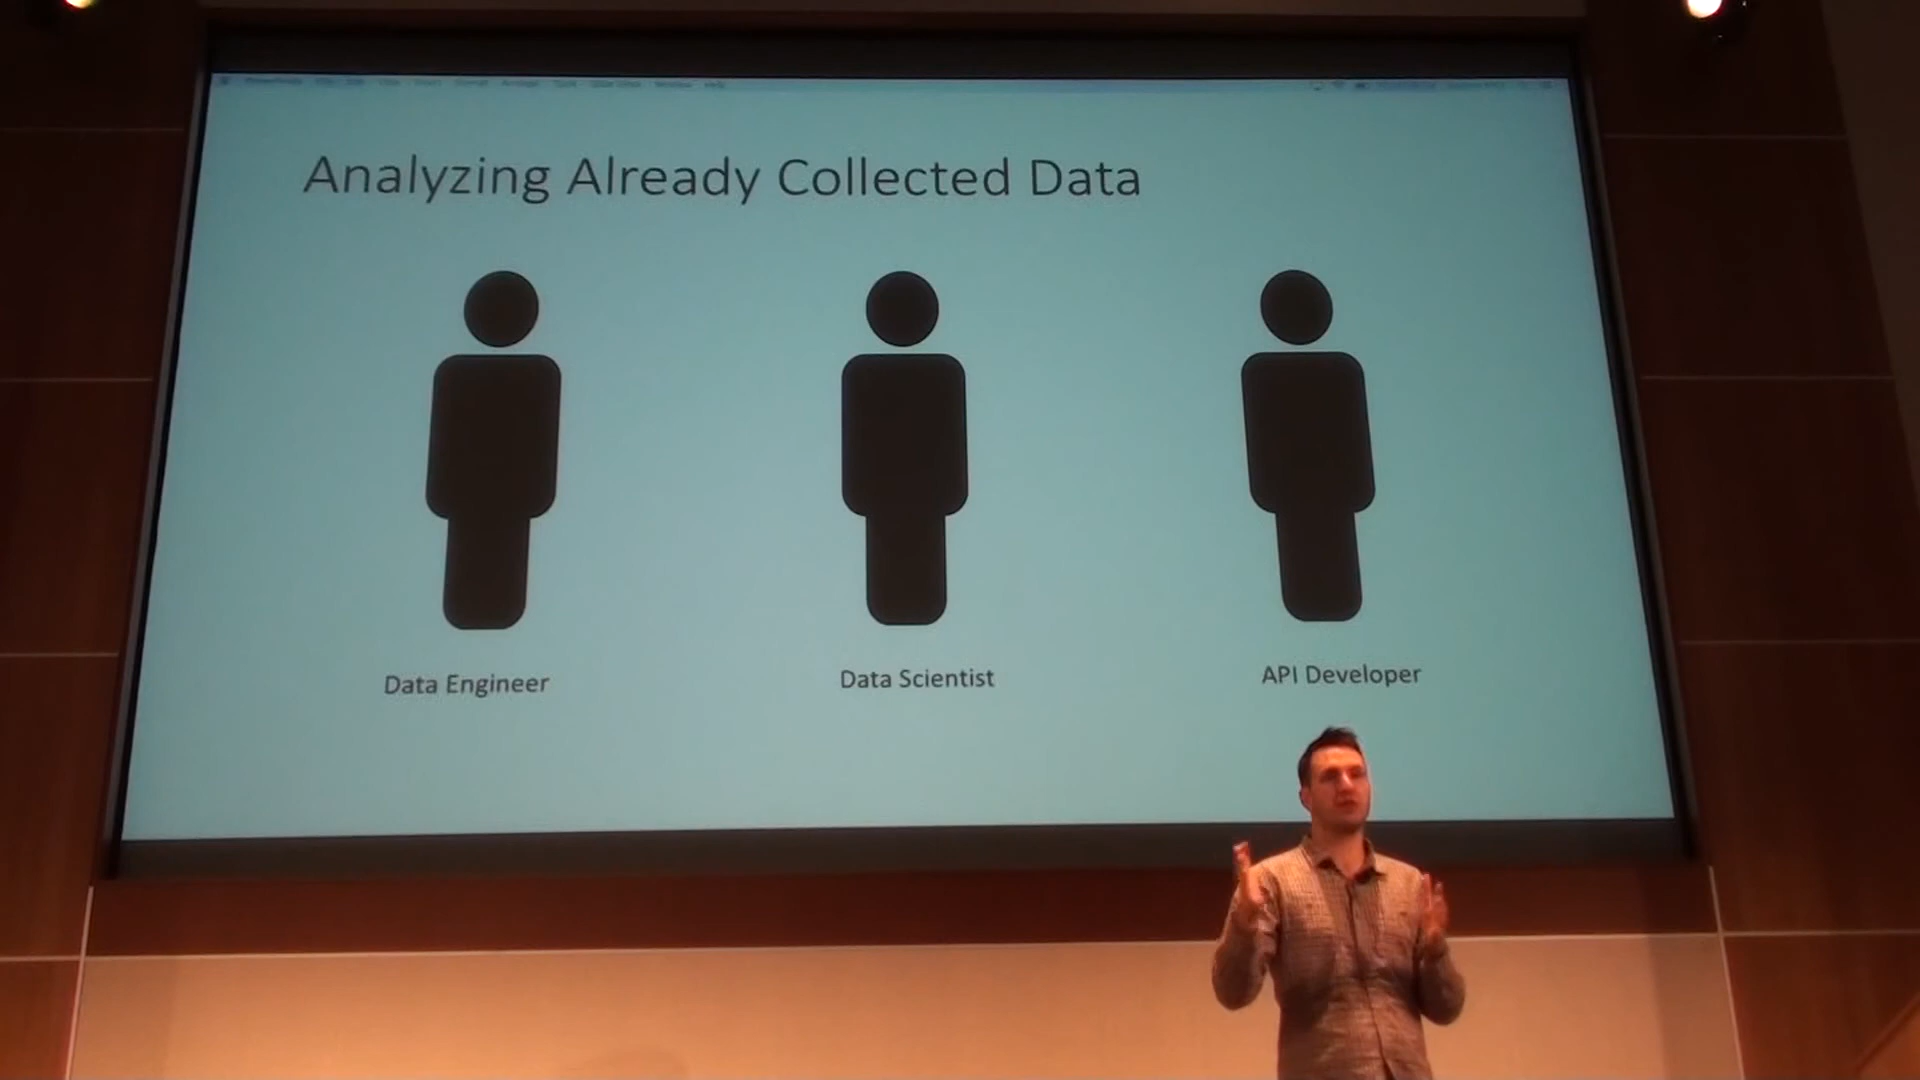 Analyzing Already Collected Data
Data Engineer
Data Scientist
API Developer